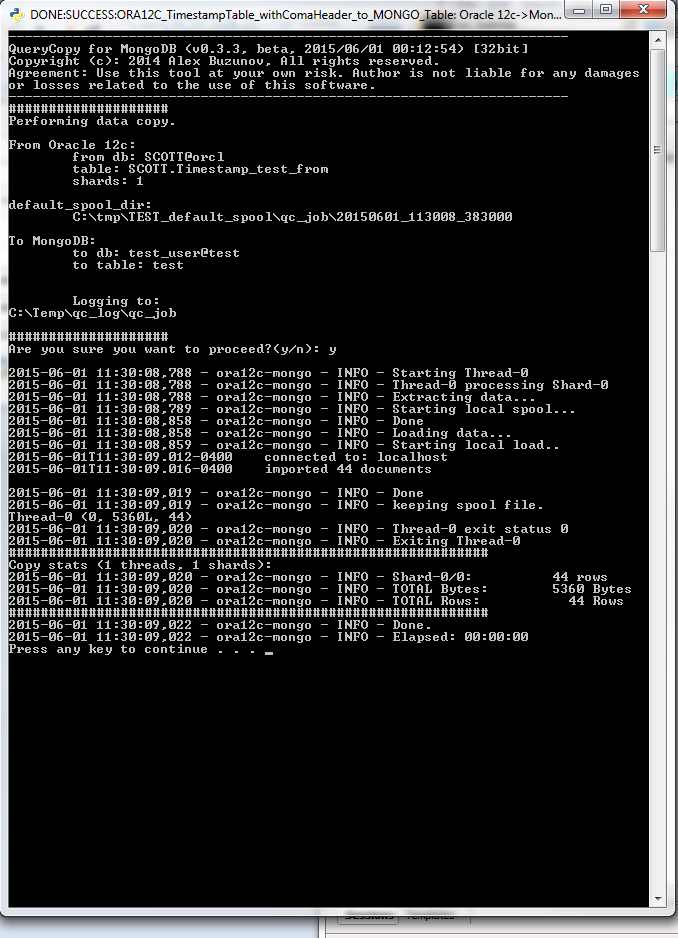 DONE:SUCCESS:ORA12C_TimestampTable_withComaHeader_to_MONGO_Table: Oracle 12c->Mon...
----------------------------------------------------------------------
QueryCopy for MongoDB (v0.3.3, beta, 2015/06/01 00:12:54) [32bit]
Copyright (c): 2014 Alex Buzunov, All rights reserved.
Agreement: Use this tool at your own risk. Author is not liable for any damages
or losses related to the use of this software.
----------------------------------------------------------------------
####################
Performing data copy.
From Oracle 12c:
from db: SCOTT@orcl
table: SCOTT.Timestamp_test_from
shards: 1
default_spool_dir:
C:\tmp\TEST_default_spool\qc_job\20150601_113008_383000
To MongoDB:
to db: test_user@test
to table: test
Logging to:
C:\Temp\qc_log\qc_job
####################
Are you sure you want to proceed?(y/n): y
2015-06-01 11:30:08,788 - ora12c-mongo - INFO - Starting Thread-0
2015-06-01 11:30:08,788 - ora12c-mongo - INFO - Thread-0 processing Shard-0
2015-06-01 11:30:08,788 - ora12c-mongo - INFO - Extracting data...
2015-06-01 11:30:08,789 - ora12c-mongo - INFO - Starting local spool...
2015-06-01 11:30:08,858 - ora12c-mongo - INFO - Done
2015-06-01 11:30:08,858 - ora12c-mongo - INFO - Loading data...
2015-06-01 11:30:08,859 - ora12c-mongo - INFO - Starting local load..
2015-06-01T11:30:09.012-0400    connected to: localhost
2015-06-01T11:30:09.016-0400    imported 44 documents
2015-06-01 11:30:09,019 - ora12c-mongo - INFO - Done
2015-06-01 11:30:09,019 - ora12c-mongo - INFO - keeping spool file.
Thread-0 (0, 5360L, 44)
2015-06-01 11:30:09,020 - ora12c-mongo - INFO - Thread-0 exit status 0
2015-06-01 11:30:09,020 - ora12c-mongo - INFO - Exiting Thread-0
############################################################
Copy stats (1 threads, 1 shards):
2015-06-01 11:30:09,020 - ora12c-mongo - INFO - Shard-0/0:          44 rows
2015-06-01 11:30:09,020 - ora12c-mongo - INFO - TOTAL Bytes:        5360 Bytes
2015-06-01 11:30:09,020 - ora12c-mongo - INFO - TOTAL Rows:           44 Rows
############################################################
2015-06-01 11:30:09,022 - ora12c-mongo - INFO - Done.
2015-06-01 11:30:09,022 - ora12c-mongo - INFO - Elapsed: 00:00:00
Press any key to continue . . . _
Sessions Templates